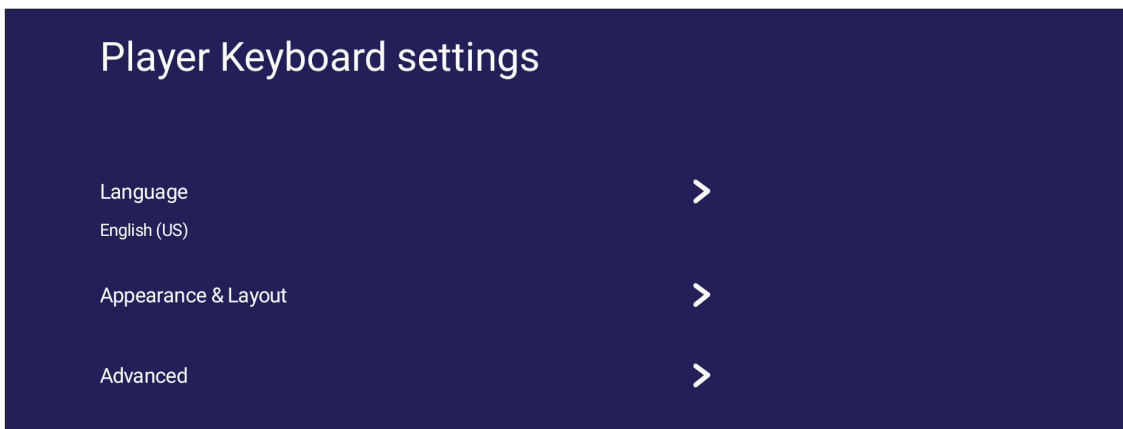 Player Keyboard settings
Language
English (US)
Appearance & Layout
Advanced